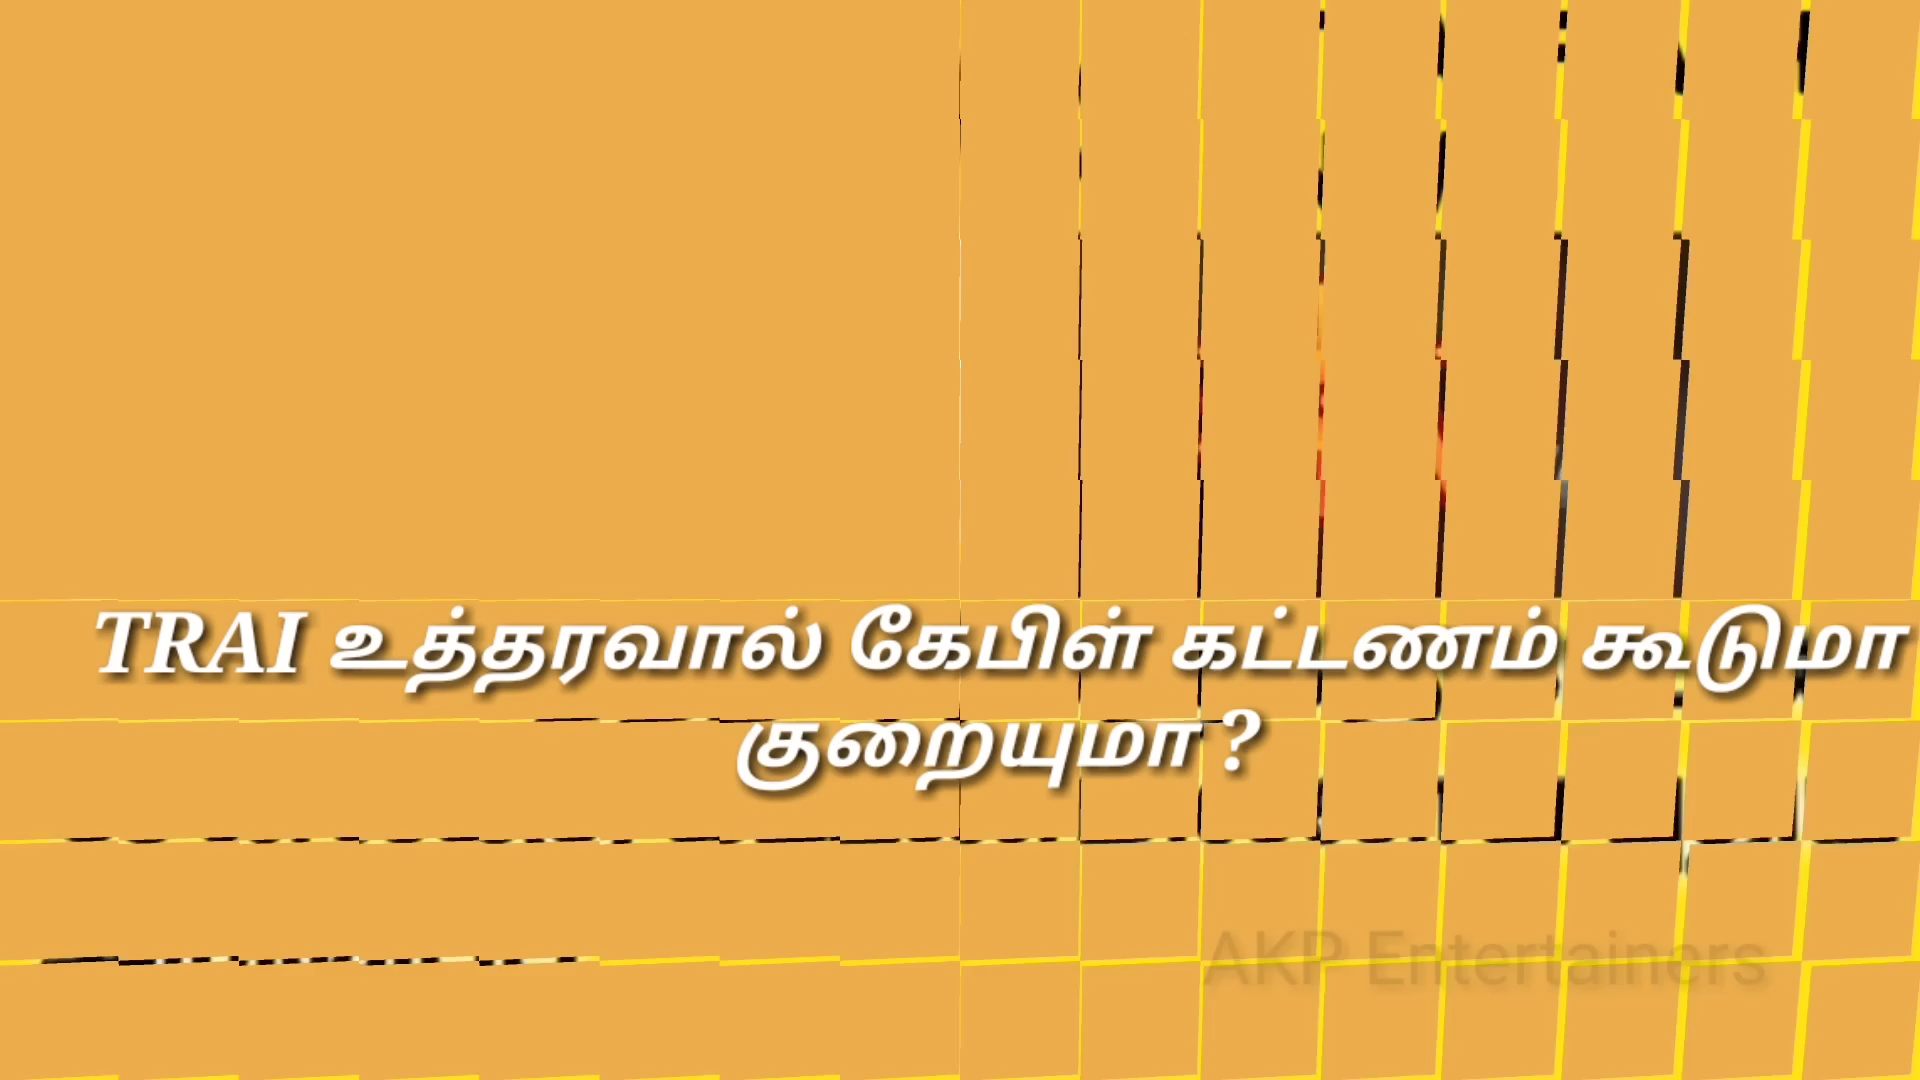 TRAI உத்தரவால் கேபிள் கட்டணம் கூடுமா
குறையுமா?
AKP Entertainers